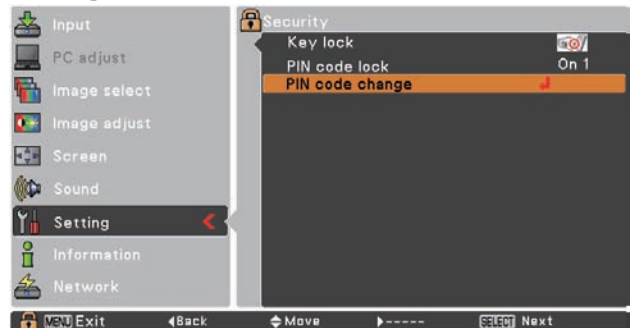 Input
PC adjust
Image select
Image adjust
Screen
Sound
Setting
Information
Network
Security
Key lock
PIN code lock On 1
PIN code change
MENU Exit Back Move ----- SELECT Next